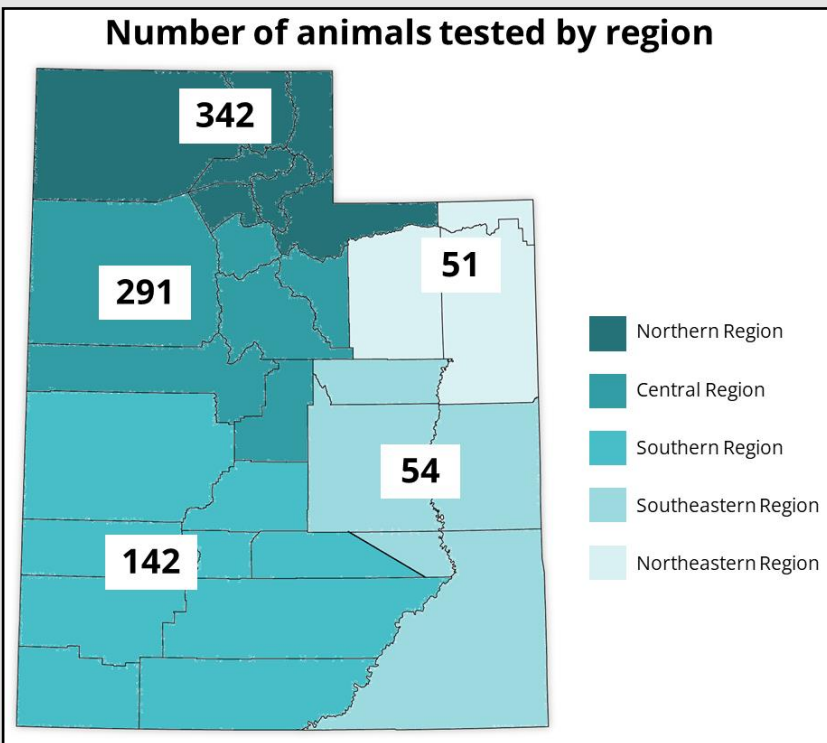 Number of animals tested by region
342
51
291
54
142
Northern Region
Central Region
Southern Region
Southeastern Region
Northeastern Region